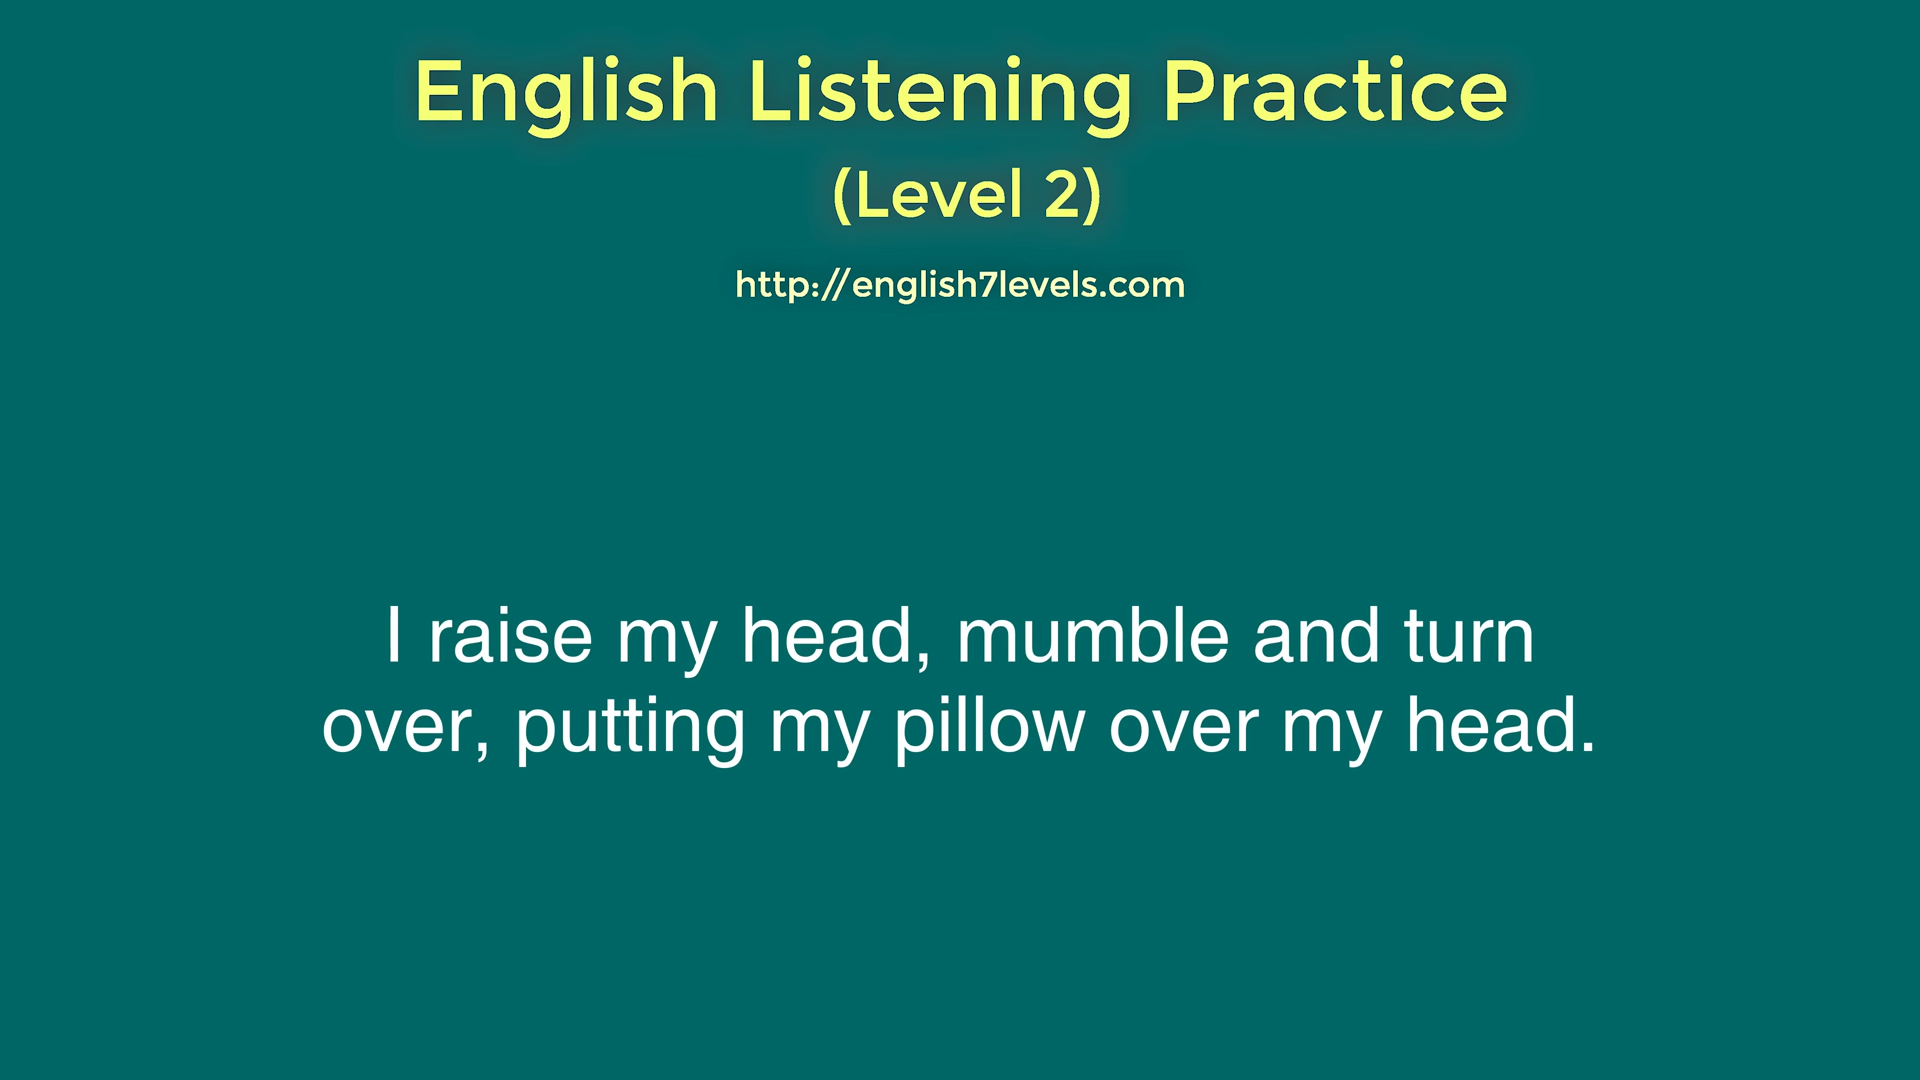 English Listening Practice
(Level 2)
http://english7levels.com
I raise my head, mumble and turn
over, putting my pillow over my head.